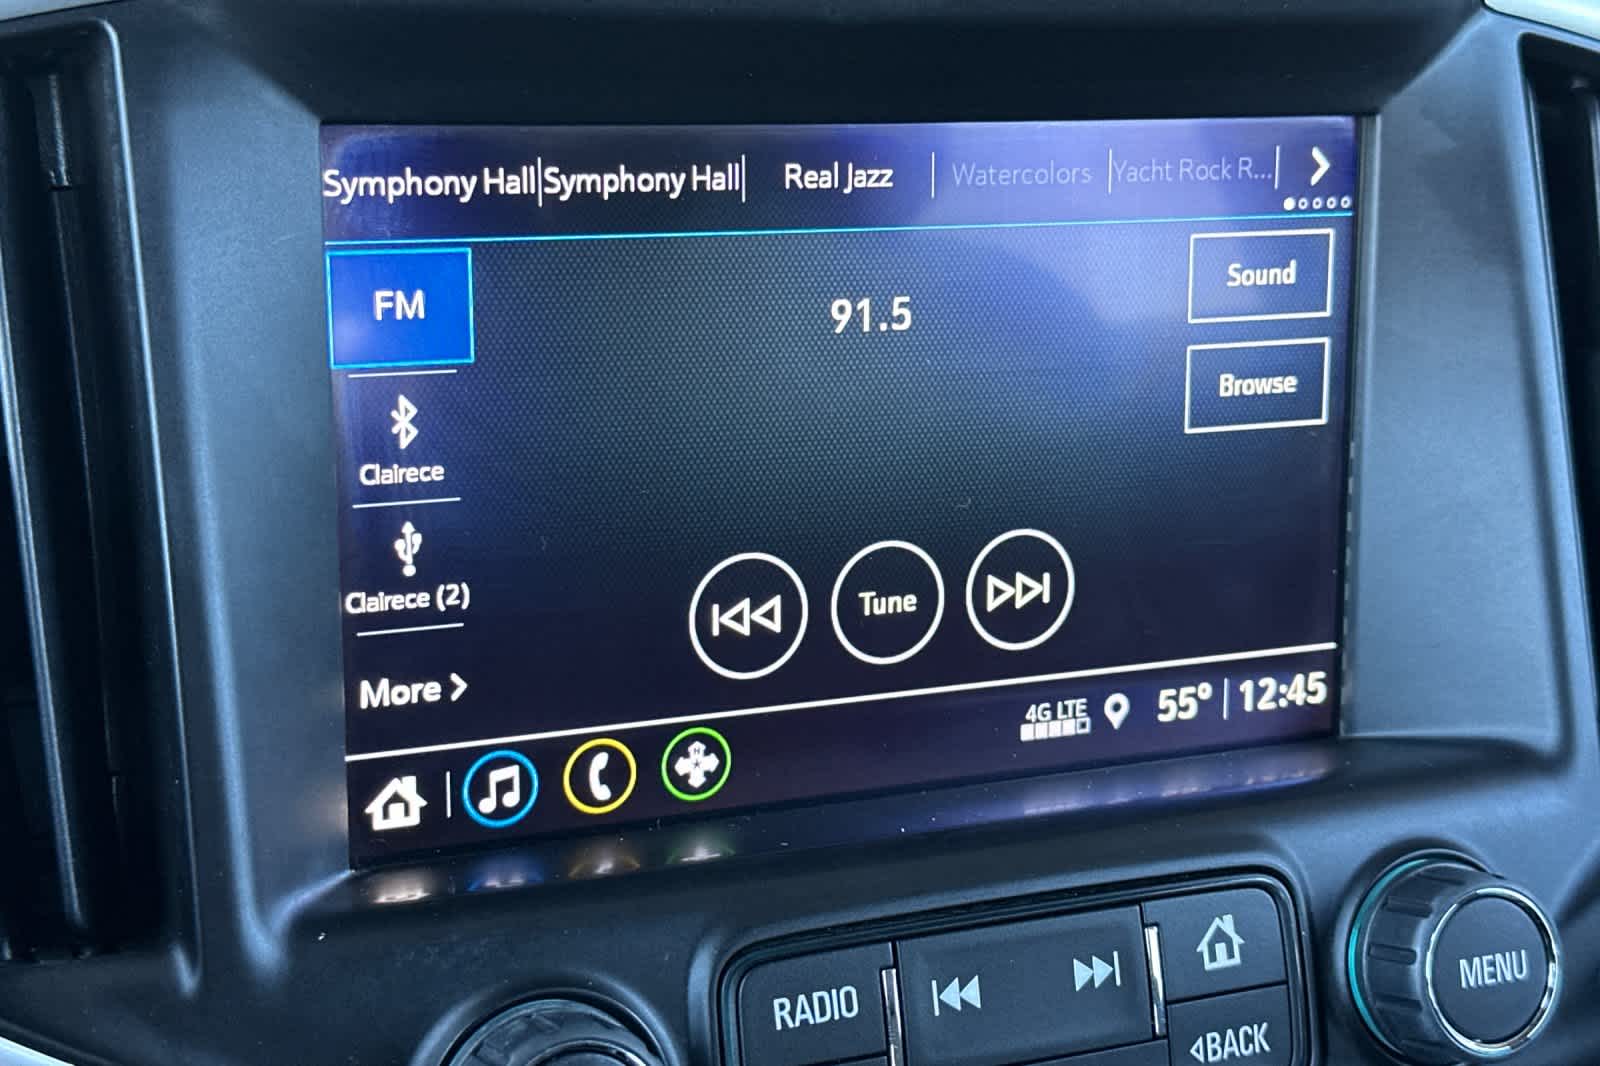 Symphony Hall
Symphony Hall
Real Jazz
Watercolors
Yacht Rock R...
FM
91.5
Sound
Browse
Clairece
Clairece (2)
Tune
More
4G LTE
55°
12:45
N
RADIO
BACK
MENU